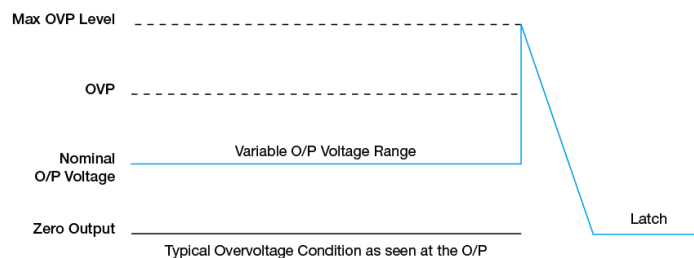 Max OVP Level
OVP
Variable O/P Voltage Range
Nominal
O/P Voltage
Latch
Zero Output
Typical Overvoltage Condition as seen at the O/P